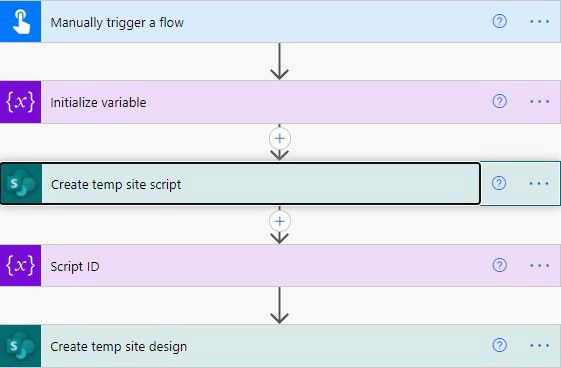 Manually trigger a flow
{x} Initialize variable
S Create temp site script
{x} Script ID
S Create temp site design